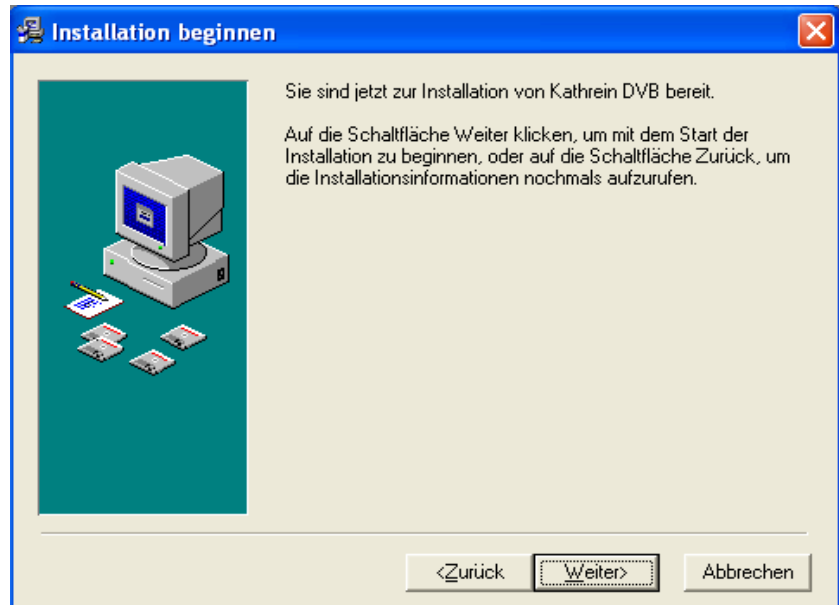 Installation beginnen
Sie sind jetzt zur Installation von Kathrein DVB bereit.
Auf die Schaltfläche Weiter klicken, um mit dem Start der
Installation zu beginnen, oder auf die Schaltfläche Zurück, um
die Installationsinformationen nochmals aufzurufen.
<Zurück
Weiter>
Abbrechen